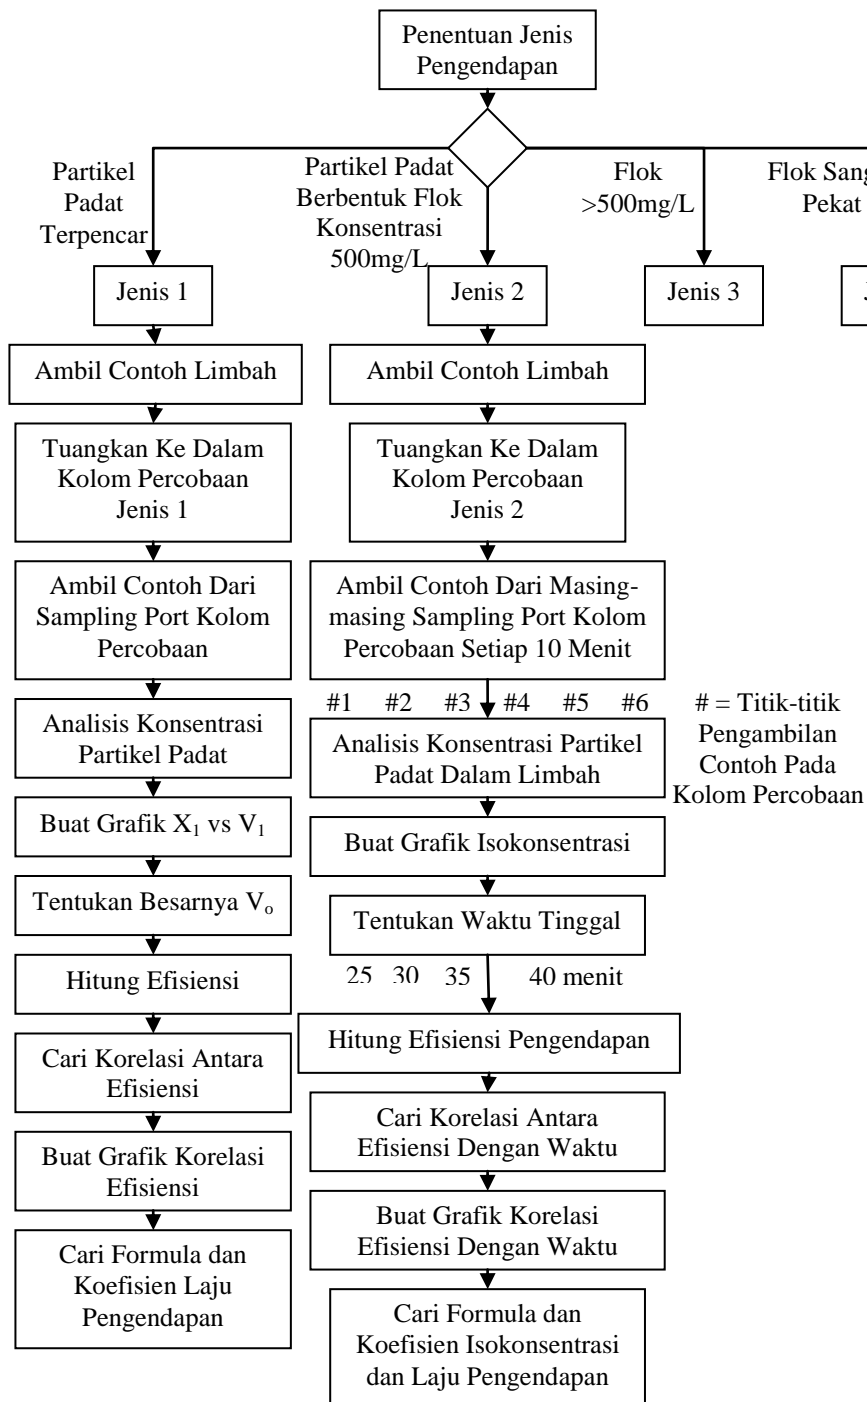 Penentuan Jenis
Pengendapan
Partikel
Padat
Terpencar
Partikel Padat
Berbentuk Flok
Konsentrasi
500mg/L
Flok
>500mg/L
Flok
Pekat
Jenis 1
Jenis 2
Jenis 3
Ambil Contoh Limbah
Tuangkan Ke Dalam
Kolom Percobaan
Jenis 1
Ambil Contoh Dari
Sampling Port Kolom
Percobaan
Analisis Konsentrasi
Partikel Padat
Buat Grafik X₁ vs V₁
Tentukan Besarnya Vₒ
Hitung Efisiensi
Cari Korelasi Antara
Efisiensi
Buat Grafik Korelasi
Efisiensi
Cari Formula dan
Koefisien Laju
Pengendapan
Ambil Contoh Limbah
Tuangkan Ke Dalam
Kolom Percobaan
Jenis 2
Ambil Contoh Dari Masing-
masing Sampling Port Kolom
Percobaan Setiap 10 Menit
#1 #2 #3 #4 #5 #6
# = Titik-titik
Pengambilan
Contoh Pada
Kolom Percobaan
Analisis Konsentrasi Partikel
Padat Dalam Limbah
Buat Grafik Isokonsentrasi
Tentukan Waktu Tinggal
25 30 35 40 menit
Hitung Efisiensi Pengendapan
Cari Korelasi Antara
Efisiensi Dengan Waktu
Buat Grafik Korelasi
Efisiensi Dengan Waktu
Cari Formula dan
Koefisien Isokonsentrasi
dan Laju Pengendapan